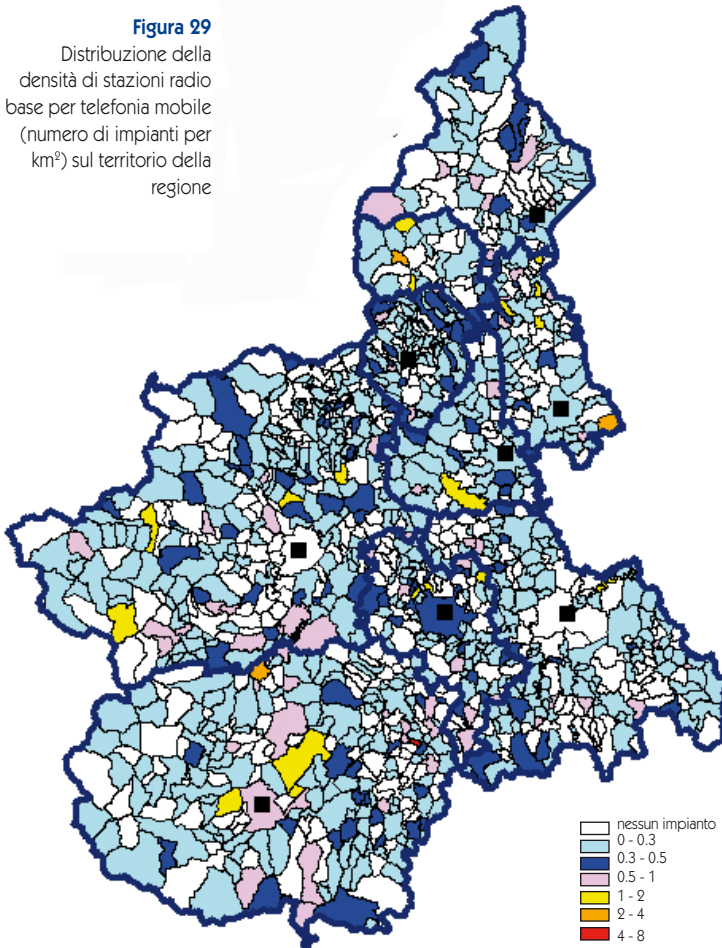 Figura 29
Distribuzione della
densità di stazioni radio
base per telefonia mobile
(numero di impianti per
km²) sul territorio della
regione
nessun impianto
0 - 0.3
0.3 - 0.5
0.5 - 1
1 - 2
2 - 4
4 - 8